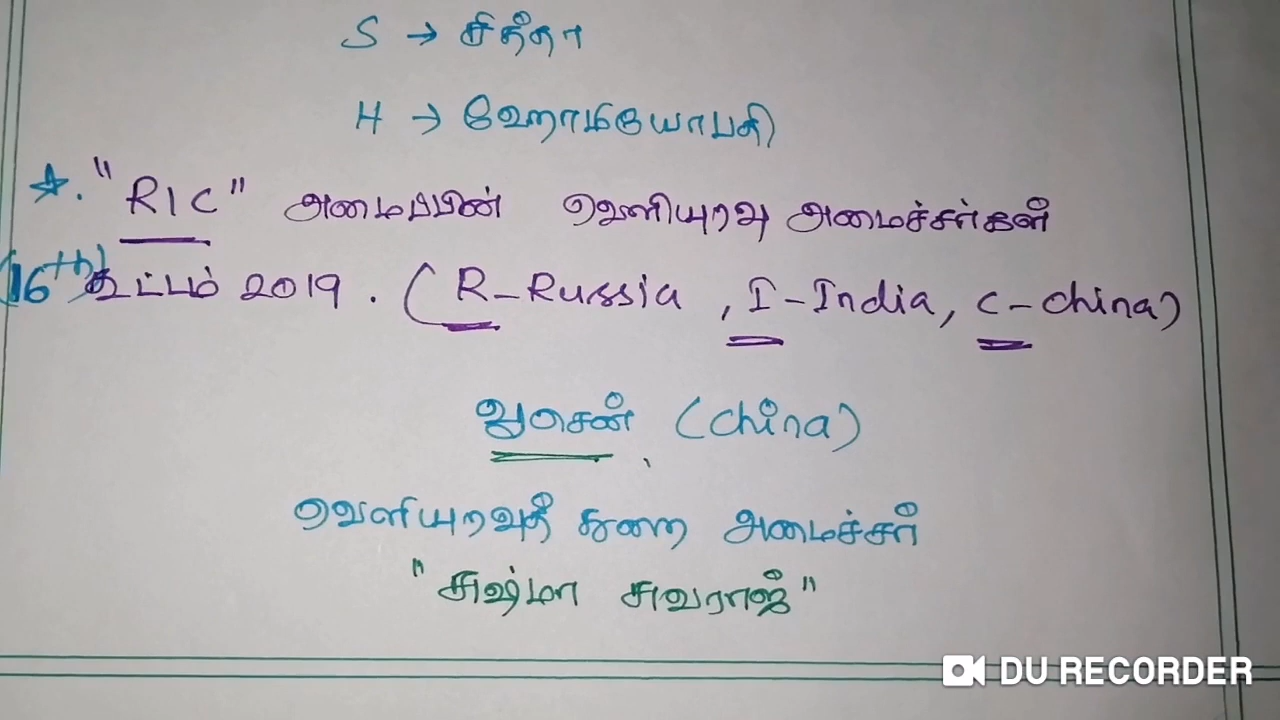 S → சித்தா
H → ஹோமியோபதி
☆. "RIC" அமைப்பின் வெளியுறவு அமைச்சர்கள்
(16th) கூட்டம் 2019. (R-Russia, I-India, C-china)
வூசென் (China)
வெளியுறவுத் துறை அமைச்சர்
"சுஷ்மா சுவராஜ்"
DU RECORDER